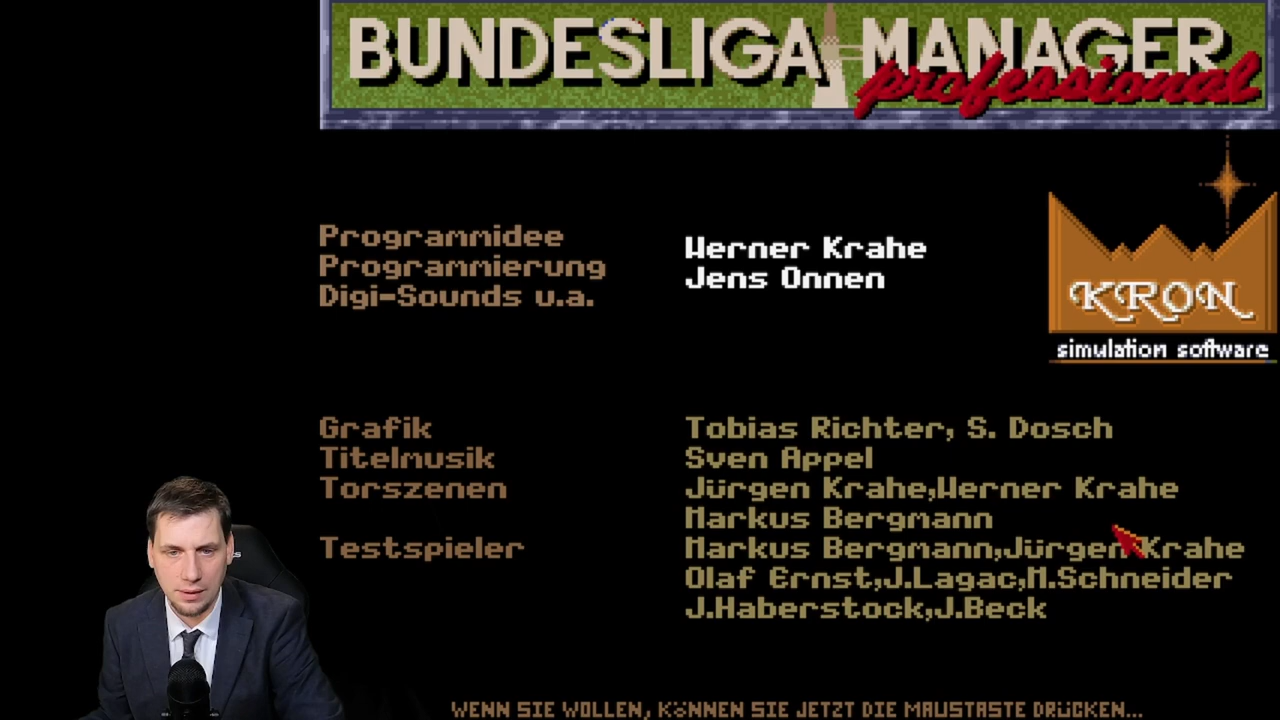 BUNDESLIGA MANAGER
professional
Programmidee
Programmierung
Digi-Sounds u.a.
Werner Krahe
Jens Onnen
KRON
simulation software
Grafik Tobias Richter, S. Dosch
Titelmusik Sven Appel
Torszenen Jürgen Krahe,Werner Krahe
Markus Bergmann
Testspieler Markus Bergmann,Jürgen Krahe
Olaf Ernst,J.Lagac,M.Schneider
J.Haberstock,J.Beck
WENN SIE WOLLEN, KÖNNEN SIE JETZT DIE MAUSTASTE DRÜCKEN...